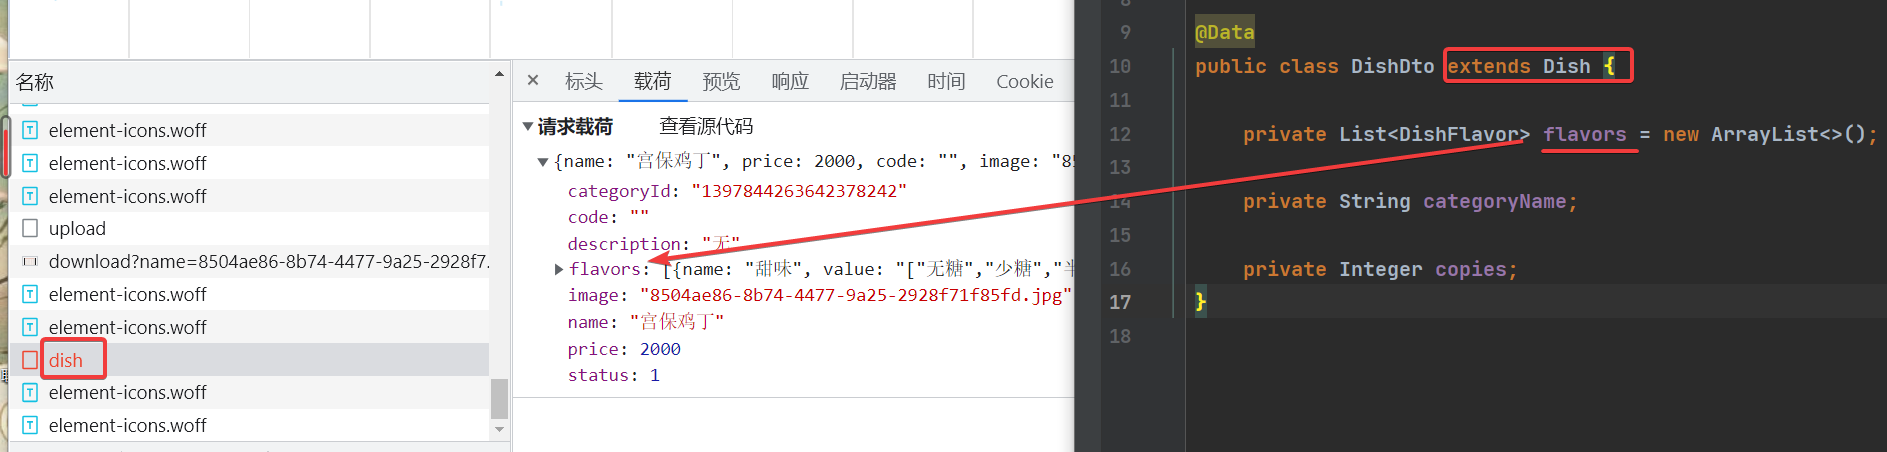 名称
element-icons.woff
element-icons.woff
element-icons.woff
upload
download?name=8504ae86-8b74-4477-9a25-2928f7.
element-icons.woff
element-icons.woff
dish
element-icons.woff
element-icons.woff
× 标头 载荷 预览 响应 启动器 时间 Cookie
▼请求载荷 查看源代码
▼{name: "宫保鸡丁", price: 2000, code: "", image: "85
categoryId: "1397844263642378242"
code: ""
description: "无"
▶flavors: [{name: "甜味", value: "["无糖","少糖","半
image: "8504ae86-8b74-4477-9a25-2928f71f85fd.jpg"
name: "宫保鸡丁"
price: 2000
status: 1
9 @Data
10 public class DishDto extends Dish {
11
12 private List<DishFlavor> flavors = new ArrayList<>();
13
14 private String categoryName;
15
16 private Integer copies;
17 }
18